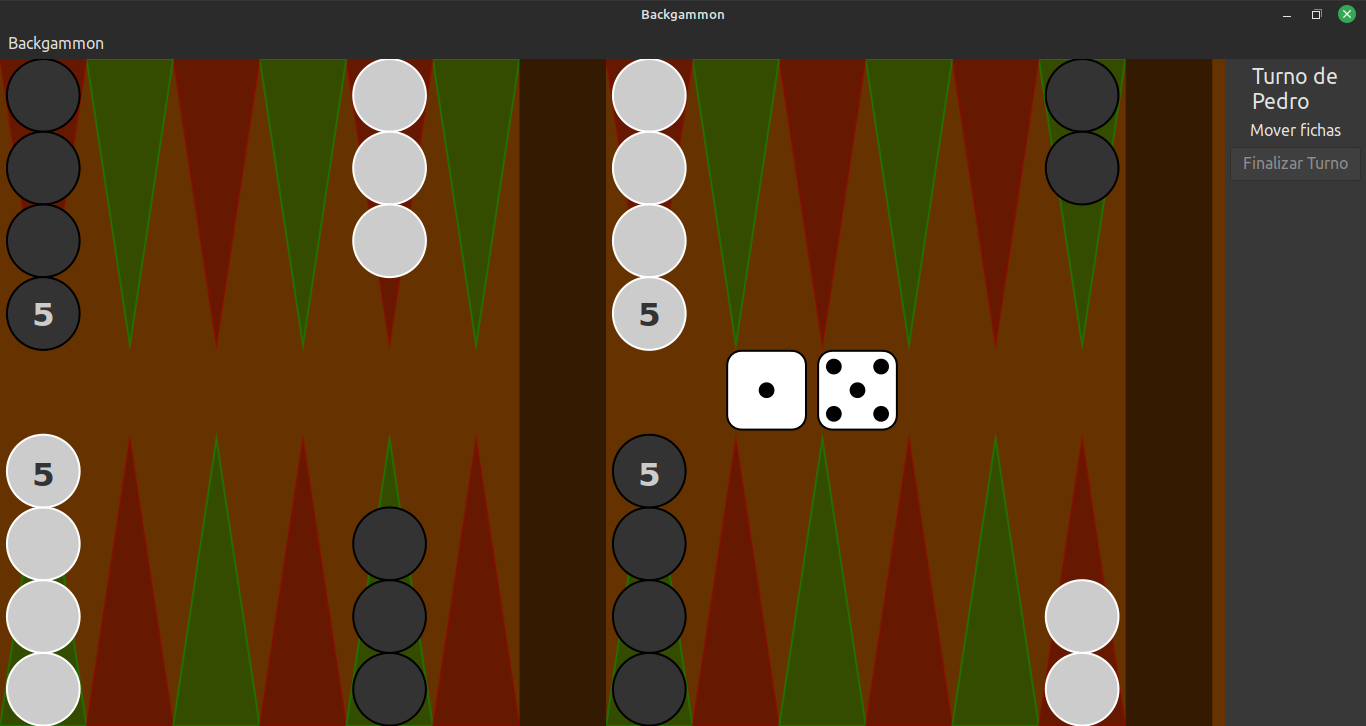 Backgammon
Backgammon
Turno de
Pedro
Mover fichas
Finalizar Turno
5
5
5
5